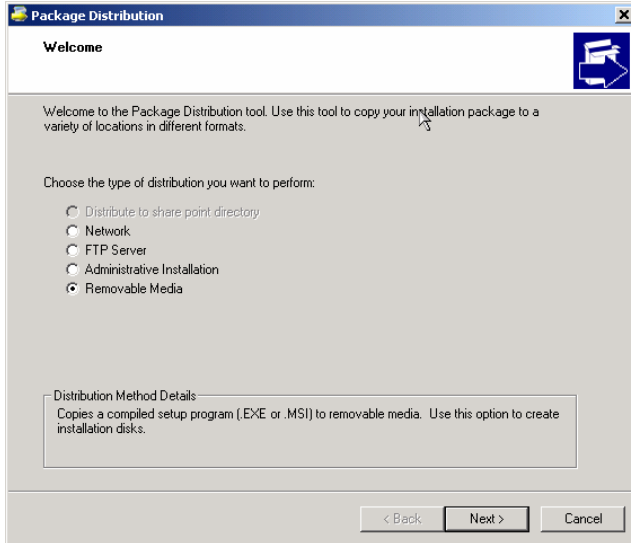 Package Distribution
Welcome
Welcome to the Package Distribution tool. Use this tool to copy your installation package to a
variety of locations in different formats.
Choose the type of distribution you want to perform:
Distribute to share point directory
Network
FTP Server
Administrative Installation
Removable Media
Distribution Method Details
Copies a compiled setup program (.EXE or .MSI) to removable media. Use this option to create
installation disks.
< Back Next > Cancel